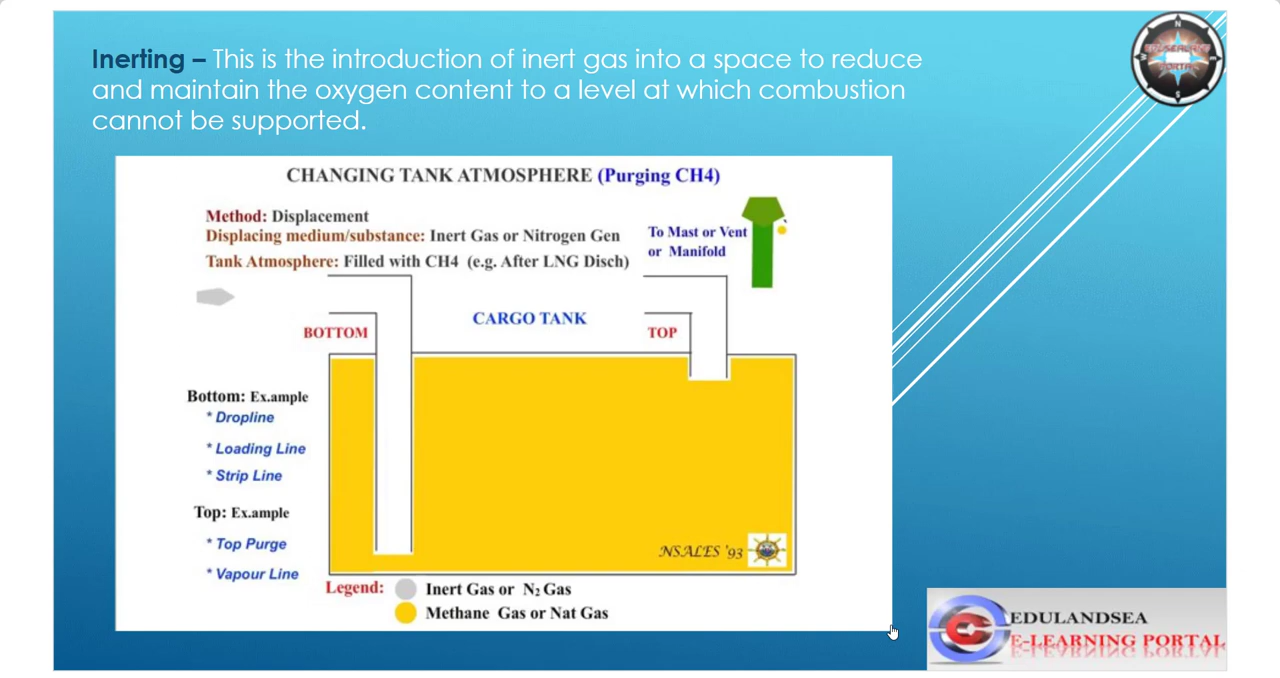 Inerting – This is the introduction of inert gas into a space to reduce
and maintain the oxygen content to a level at which combustion
cannot be supported.
CHANGING TANK ATMOSPHERE (Purging CH4)
Method: Displacement
Displacing medium/substance: Inert Gas or Nitrogen Gen
Tank Atmosphere: Filled with CH4 (e.g. After LNG Disch)
To Mast or Vent
or Manifold
BOTTOM
CARGO TANK
TOP
Bottom: Ex.ample
* Dropline
* Loading Line
* Strip Line
Top: Ex.ample
* Top Purge
* Vapour Line
NSALES '93
Legend:
Inert Gas or N₂ Gas
Methane Gas or Nat Gas
EDULANDSEA
E-LEARNING PORTAL
N
S